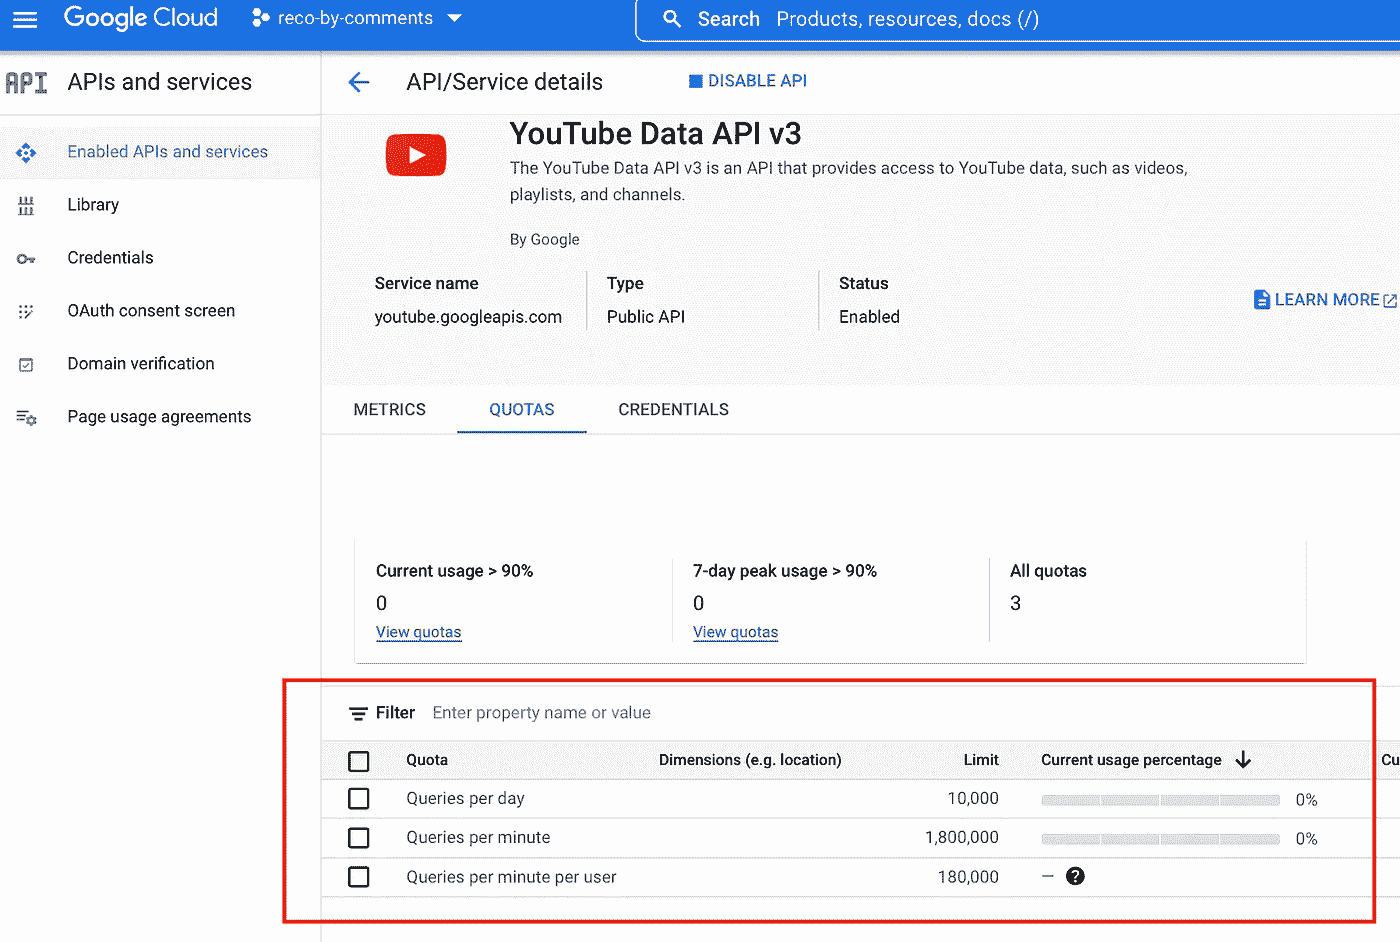 Google Cloud
reco-by-comments
Search Products, resources, docs (/)
API APIs and services
API/Service details
DISABLE API
Enabled APIs and services
Library
Credentials
OAuth consent screen
Domain verification
Page usage agreements
YouTube Data API v3
The YouTube Data API v3 is an API that provides access to YouTube data, such as videos,
playlists, and channels.
By Google
Service name Type Status
youtube.googleapis.com Public API Enabled
LEARN MORE
METRICS QUOTAS CREDENTIALS
Current usage > 90% 7-day peak usage > 90% All quotas
0 0 3
View quotas View quotas
Filter Enter property name or value
Quota Dimensions (e.g. location) Limit Current usage percentage Cu
Queries per day 10,000 0%
Queries per minute 1,800,000 0%
Queries per minute per user 180,000 — ?